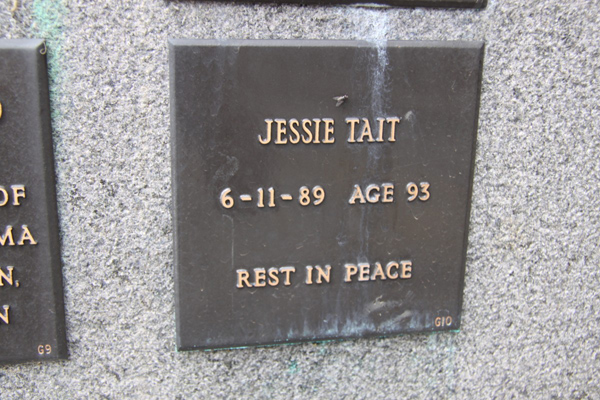 JESSIE TAIT
6-11-89 AGE 93
REST IN PEACE
G10
OF
MA
N,
N
G9